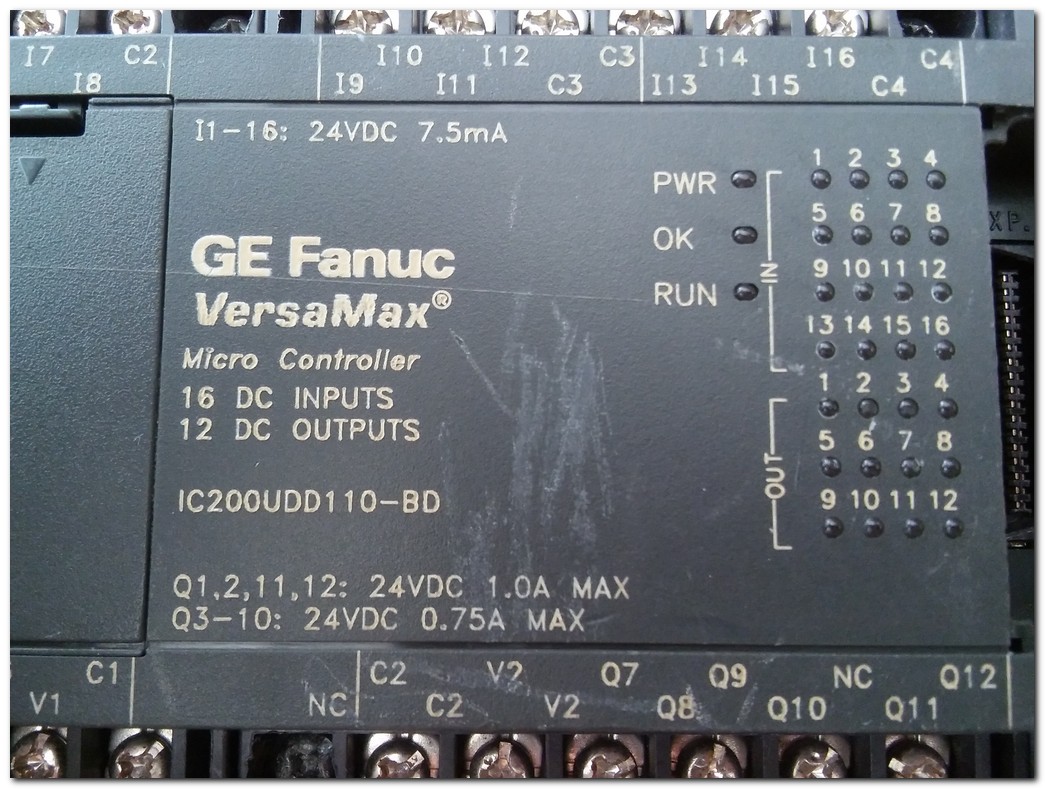 I7 C2 I10 I12 C3 I14 I16 C4
I8 I9 I11 C3 I13 I15 C4
I1-16: 24VDC 7.5mA
1 2 3 4
PWR
5 6 7 8
OK
XP.
GE Fanuc
9 10 11 12
IN
RUN
VersaMax®
13 14 15 16
Micro Controller
1 2 3 4
16 DC INPUTS
12 DC OUTPUTS
5 6 7 8
OUT
IC200UDD110-BD
9 10 11 12
Q1,2,11,12: 24VDC 1.0A MAX
Q3-10: 24VDC 0.75A MAX
C1 C2 V2 Q7 Q9 NC Q12
V1 NC C2 V2 Q8 Q10 Q11